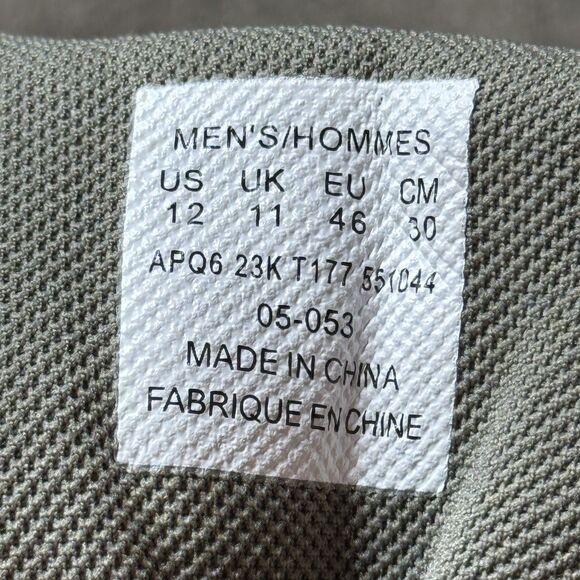 MEN'S/HOMMES
US UK EU CM
12 11 46 30
APQ6 23K T177 551044
05-053
MADE IN CHINA
FABRIQUE EN CHINE